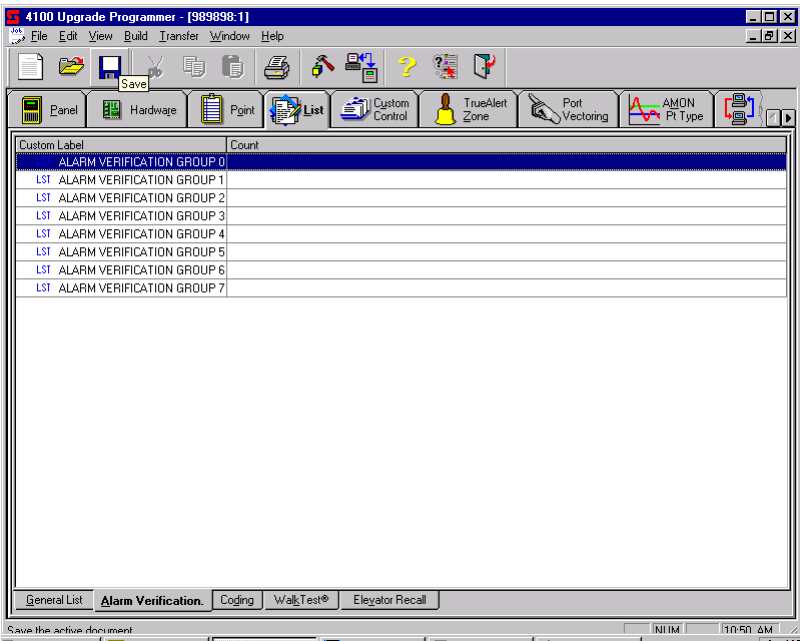 4100 Upgrade Programmer - [989898:1]
File Edit View Build Transfer Window Help
Save
Panel Hardware Point List Custom Control TrueAlert Zone Port Vectoring AMON Pt Type
Custom Label Count
LST ALARM VERIFICATION GROUP 0
LST ALARM VERIFICATION GROUP 1
LST ALARM VERIFICATION GROUP 2
LST ALARM VERIFICATION GROUP 3
LST ALARM VERIFICATION GROUP 4
LST ALARM VERIFICATION GROUP 5
LST ALARM VERIFICATION GROUP 6
LST ALARM VERIFICATION GROUP 7
General List Alarm Verification. Coding WalkTest® Elevator Recall
Save the active document NUM 10:50 AM